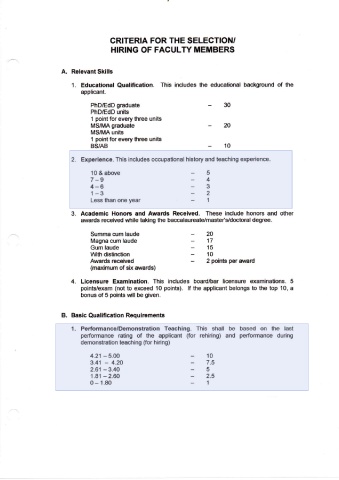 CRITERIA FOR THE SELECTION/
HIRING OF FACULTY MEMBERS
A. Relevant Skills
1. Educational Qualification. This includes the educational background of the
applicant.
PhD/EdD graduate – 30
PhD/EdD units
1 point for every three units
MS/MA graduate – 20
MS/MA units
1 point for every three units
BS/AB – 10
2. Experience. This includes occupational history and teaching experience.
10 & above – 5
7 – 9 – 4
4 – 6 – 3
1 – 3 – 2
Less than one year – 1
3. Academic Honors and Awards Received. These include honors and other
awards received while taking the baccalaureate/master's/doctoral degree.
Summa cum laude – 20
Magna cum laude – 17
Cum laude – 15
With distinction – 10
Awards received – 2 points per award
(maximum of six awards)
4. Licensure Examination. This includes board/bar licensure examinations. 5
points/exam (not to exceed 10 points). If the applicant belongs to the top 10, a
bonus of 5 points will be given.
B. Basic Qualification Requirements
1. Performance/Demonstration Teaching. This shall be based on the last
performance rating of the applicant (for rehiring) and performance during
demonstration teaching (for hiring)
4.21 – 5.00 – 10
3.41 – 4.20 – 7.5
2.61 – 3.40 – 5
1.81 – 2.60 – 2.5
0 – 1.80 – 1